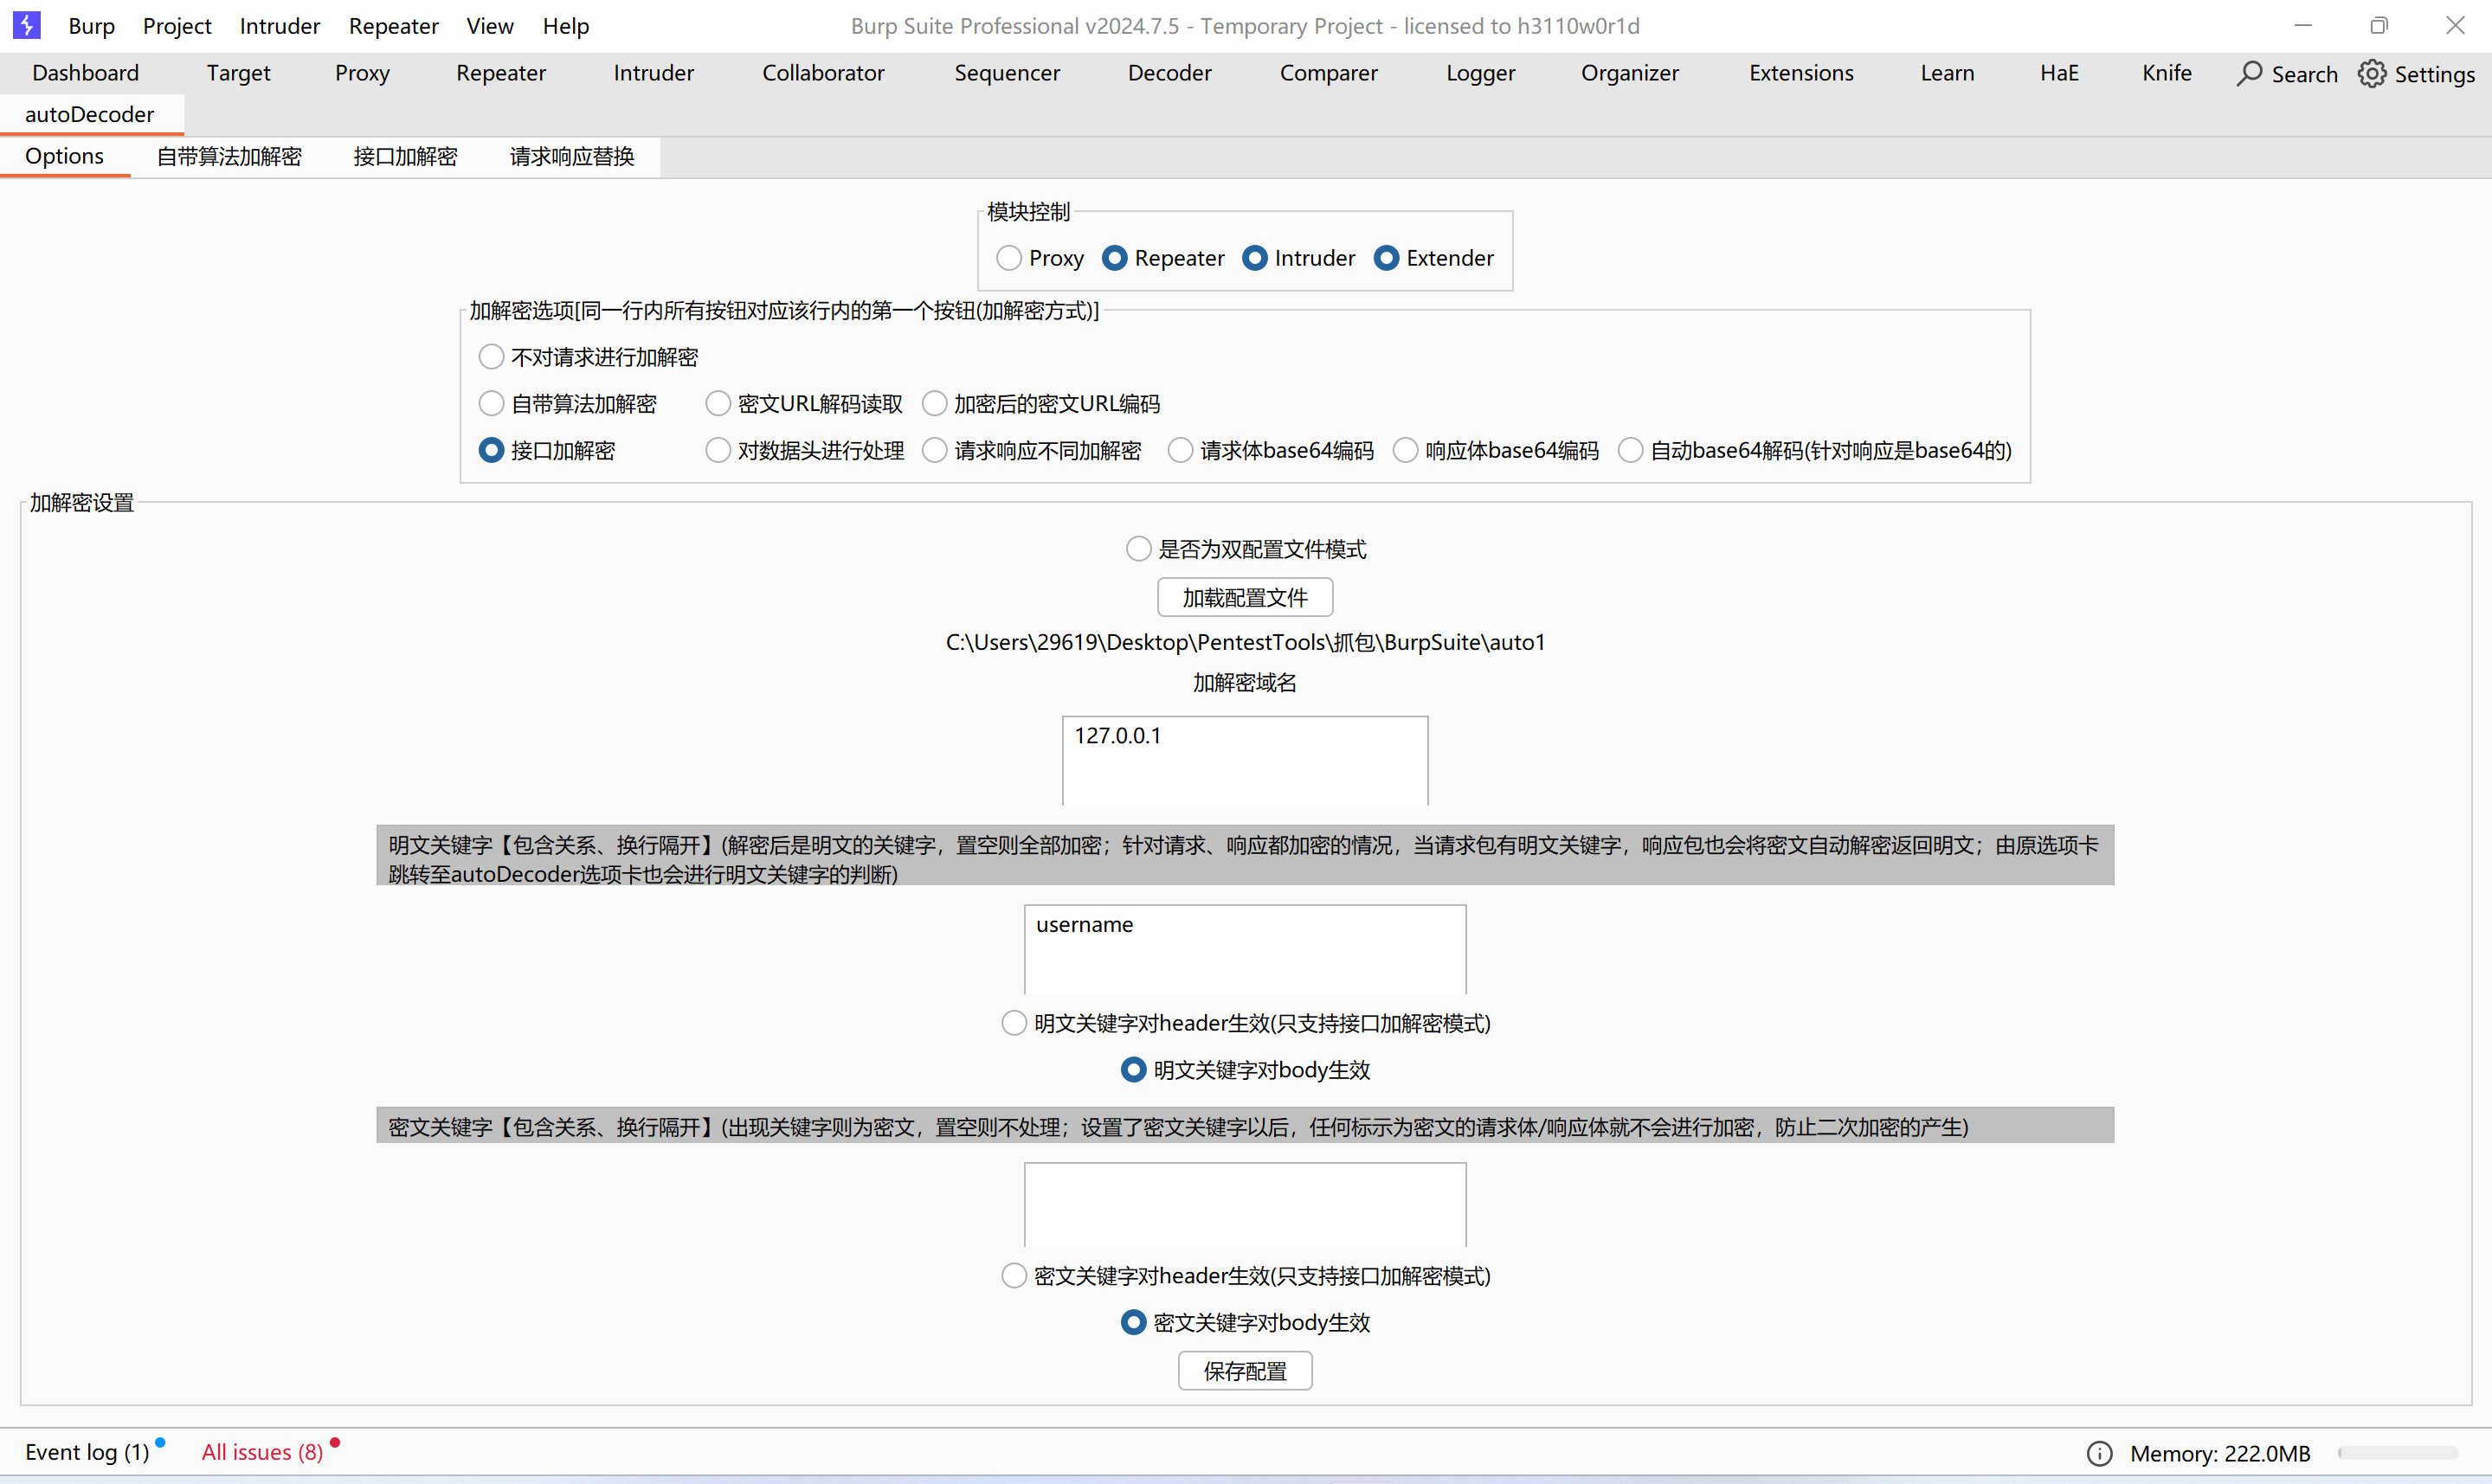 Burp Project Intruder Repeater View Help Burp Suite Professional v2024.7.5 - Temporary Project - licensed to h3110w0r1d
Dashboard Target Proxy Repeater Intruder Collaborator Sequencer Decoder Comparer Logger Organizer Extensions Learn HaE Knife Search Settings
autoDecoder
Options 自带算法加解密 接口加解密 请求响应替换
模块控制
Proxy Repeater Intruder Extender
加解密选项[同一行内所有按钮对应该行内的第一个按钮(加解密方式)]
不对请求进行加解密
自带算法加解密 密文URL解码读取 加密后的密文URL编码
接口加解密 对数据头进行处理 请求响应不同加解密 请求体base64编码 响应体base64编码 自动base64解码(针对响应是base64的)
加解密设置
是否为双配置文件模式
加载配置文件
C:\Users\29619\Desktop\PentestTools\抓包\BurpSuite\auto1
加解密域名
127.0.0.1
明文关键字【包含关系、换行隔开】(解密后是明文的关键字，置空则全部加密；针对请求、响应都加密的情况，当请求包有明文关键字，响应包也会将密文自动解密返回明文；由原选项卡
跳转至autoDecoder选项卡也会进行明文关键字的判断)
username
明文关键字对header生效(只支持接口加解密模式)
明文关键字对body生效
密文关键字【包含关系、换行隔开】(出现关键字则为密文，置空则不处理；设置了密文关键字以后，任何标示为密文的请求体/响应体就不会进行加密，防止二次加密的产生)
密文关键字对header生效(只支持接口加解密模式)
密文关键字对body生效
保存配置
Event log (1) All issues (8) Memory: 222.0MB